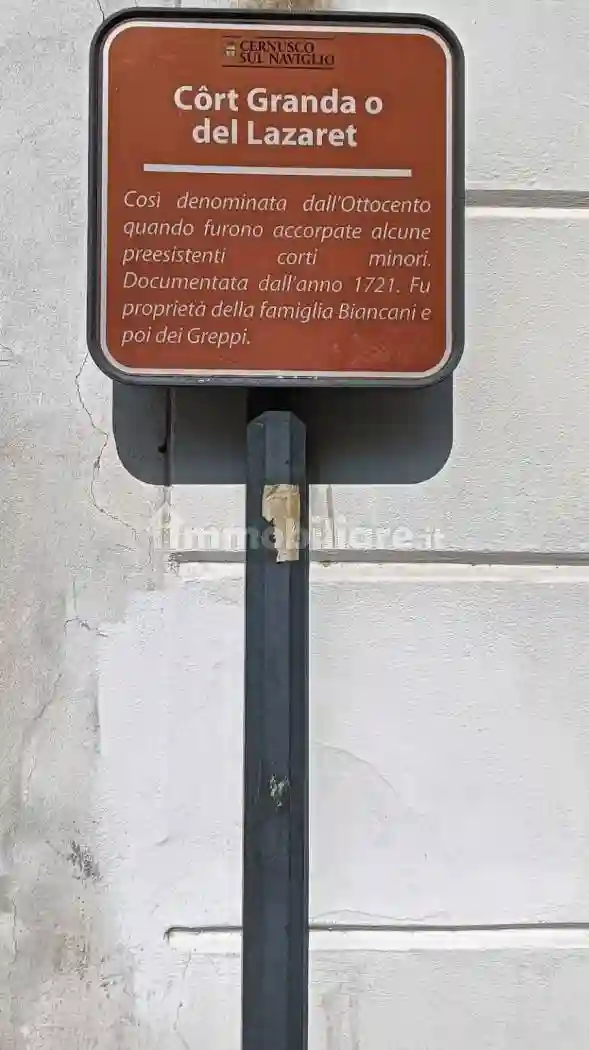 CERNUSCO
SUL NAVIGLIO
Côrt Granda o
del Lazaret
Così denominata dall'Ottocento
quando furono accorpate alcune
preesistenti corti minori.
Documentata dall'anno 1721. Fu
proprietà della famiglia Biancani e
poi dei Greppi.
immobiliare.it